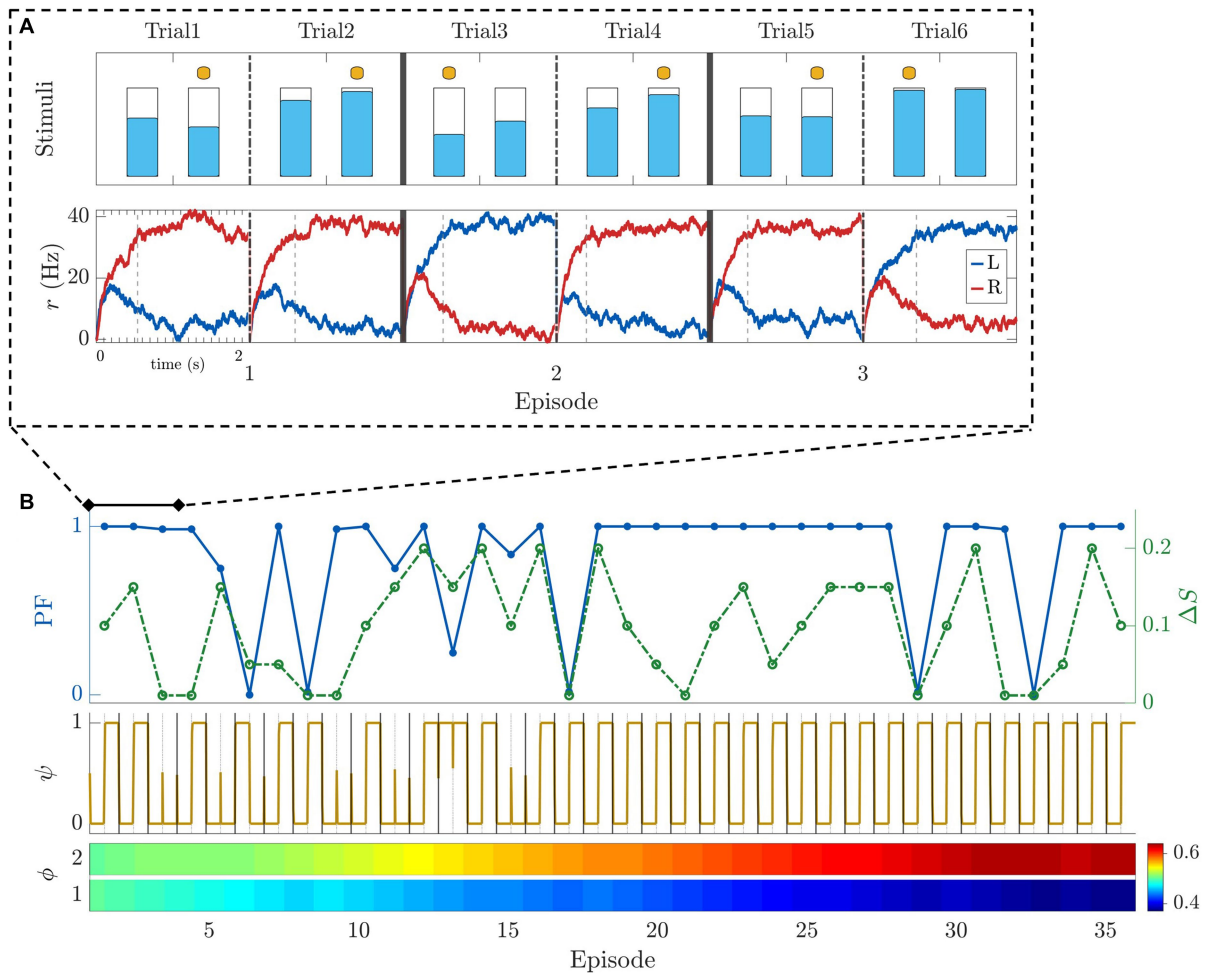 A
Trial1 Trial2 Trial3 Trial4 Trial5 Trial6
Stimuli
40
20
0
r (Hz)
L
R
0 2
time (s)
1 2 3
Episode
B
1
0
PF
0.2
0.1
0
ΔS
1
0
ψ
2
1
ϕ
0.6
0.4
5 10 15 20 25 30 35
Episode